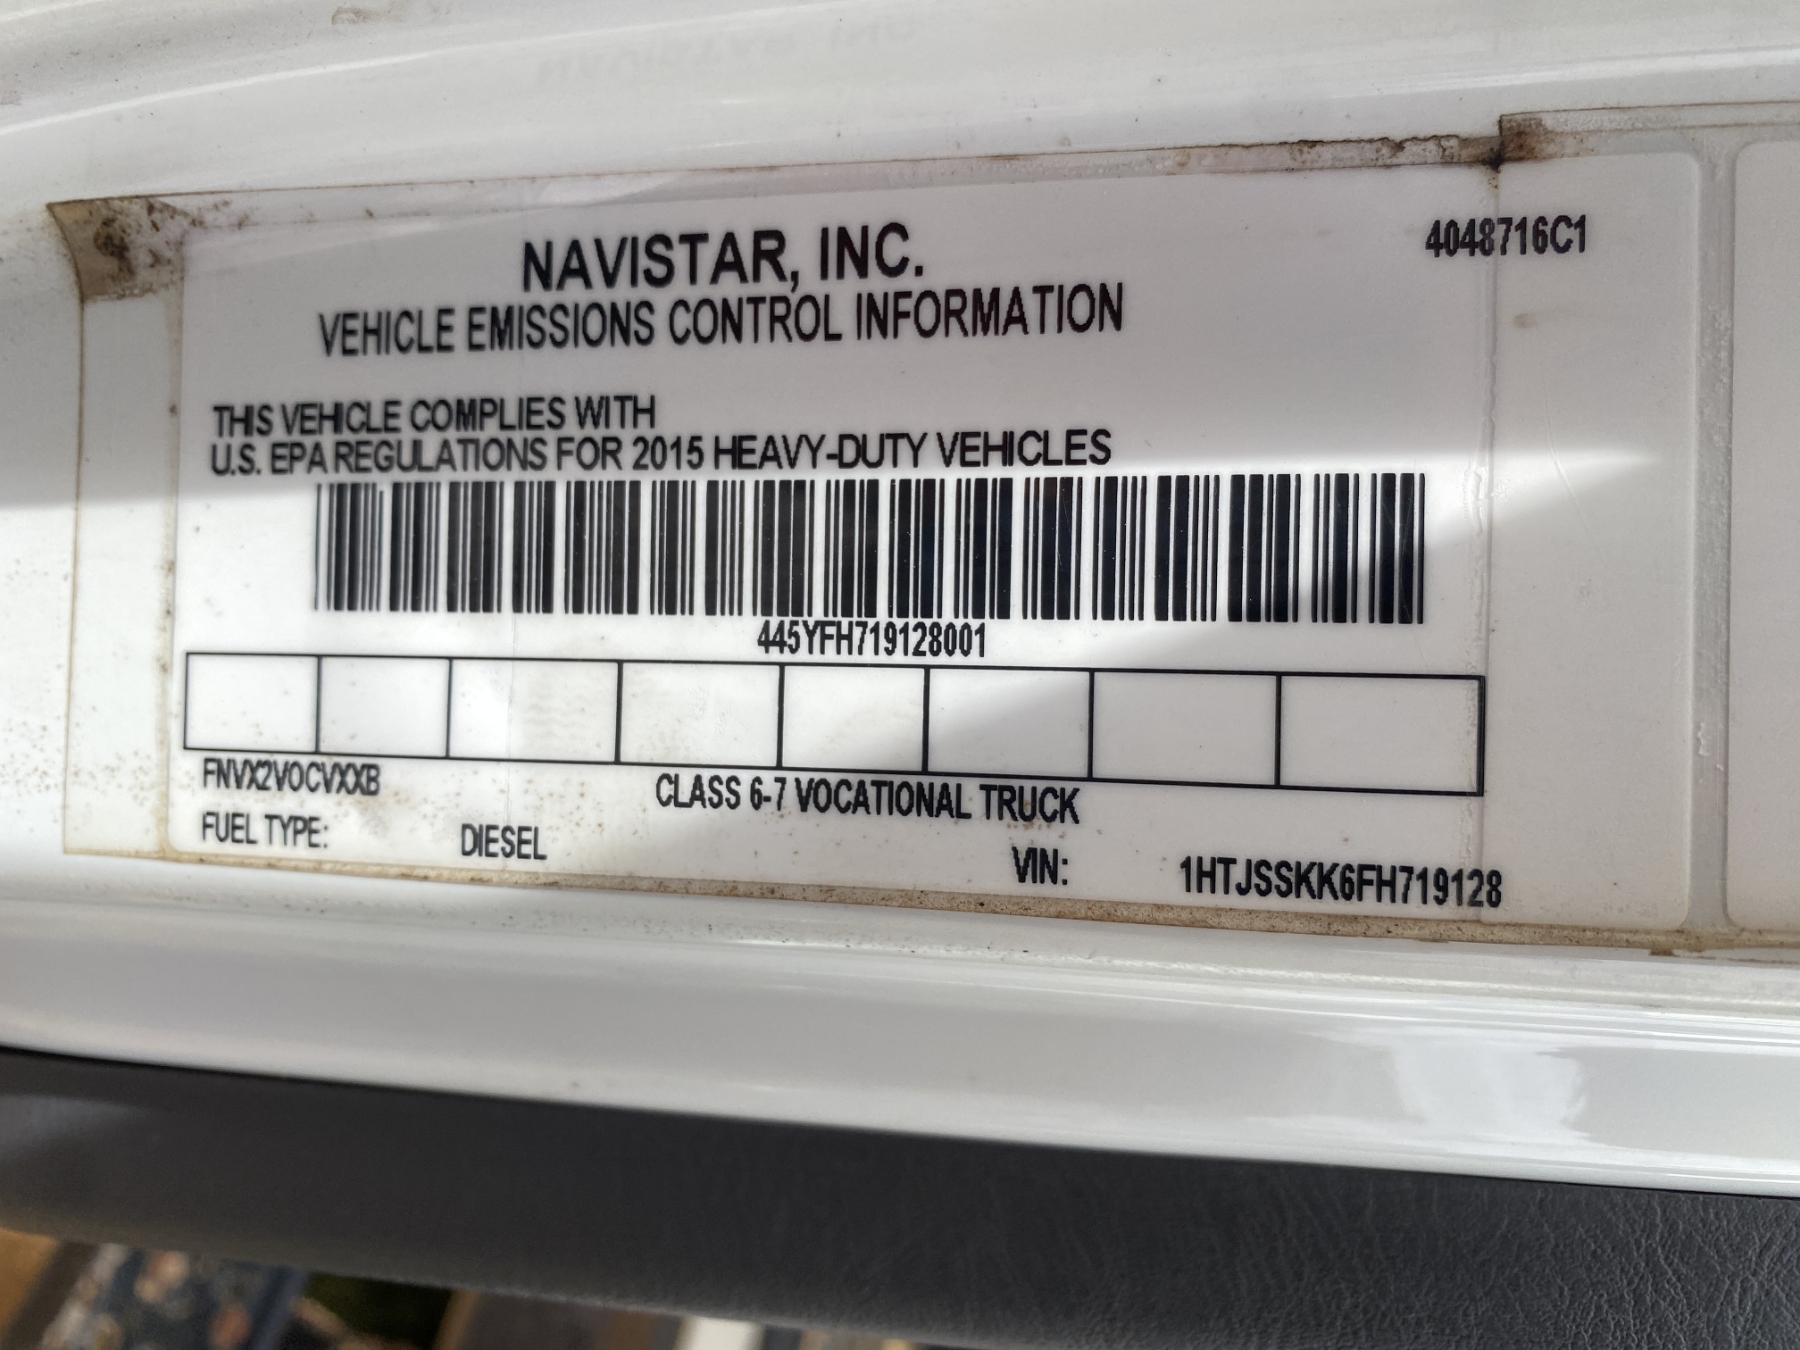 NAVISTAR, INC.
4048716C1
VEHICLE EMISSIONS CONTROL INFORMATION
THIS VEHICLE COMPLIES WITH
U.S. EPA REGULATIONS FOR 2015 HEAVY-DUTY VEHICLES
445YFH719128001
FNVX2VOCVXXB
CLASS 6-7 VOCATIONAL TRUCK
FUEL TYPE: DIESEL
VIN: 1HTJSSKK6FH719128